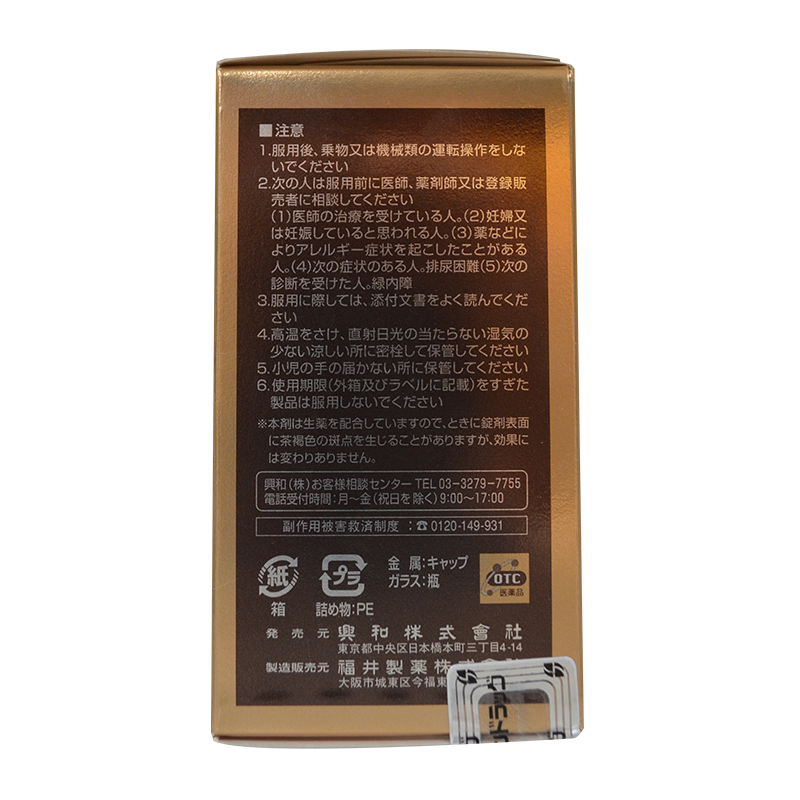 ■注意
1.服用後、乗物又は機械類の運転操作をしな
いでください
2.次の人は服用前に医師、薬剤師又は登録販
売者に相談してください
(1)医師の治療を受けている人。(2)妊婦又
は妊娠していると思われる人。(3)薬などに
よりアレルギー症状を起こしたことがある
人。(4)次の症状のある人。排尿困難(5)次の
診断を受けた人。緑内障
3.服用に際しては、添付文書をよく読んでくだ
さい
4.高温をさけ、直射日光の当たらない湿気の
少ない涼しい所に密栓して保管してください
5.小児の手の届かない所に保管してください
6.使用期限(外箱及びラベルに記載)をすぎた
製品は服用しないでください
※本剤は生薬を配合していますので、ときに錠剤表面
に茶褐色の斑点を生じることがありますが、効果に
は変わりありません。
興和(株)お客様相談センター TEL 03-3279-7755
電話受付時間:月～金(祝日を除く)9:00～17:00
副作用被害救済制度 :☎0120-149-931
紙
箱
プラ
詰め物:PE
金 属:キャップ
ガラス:瓶
OTC
医薬品
発 売 元 興和株式會社
東京都中央区日本橋本町三丁目4-14
製造販売元 福井製薬株式会社
大阪市城東区今福東
ドラッグ